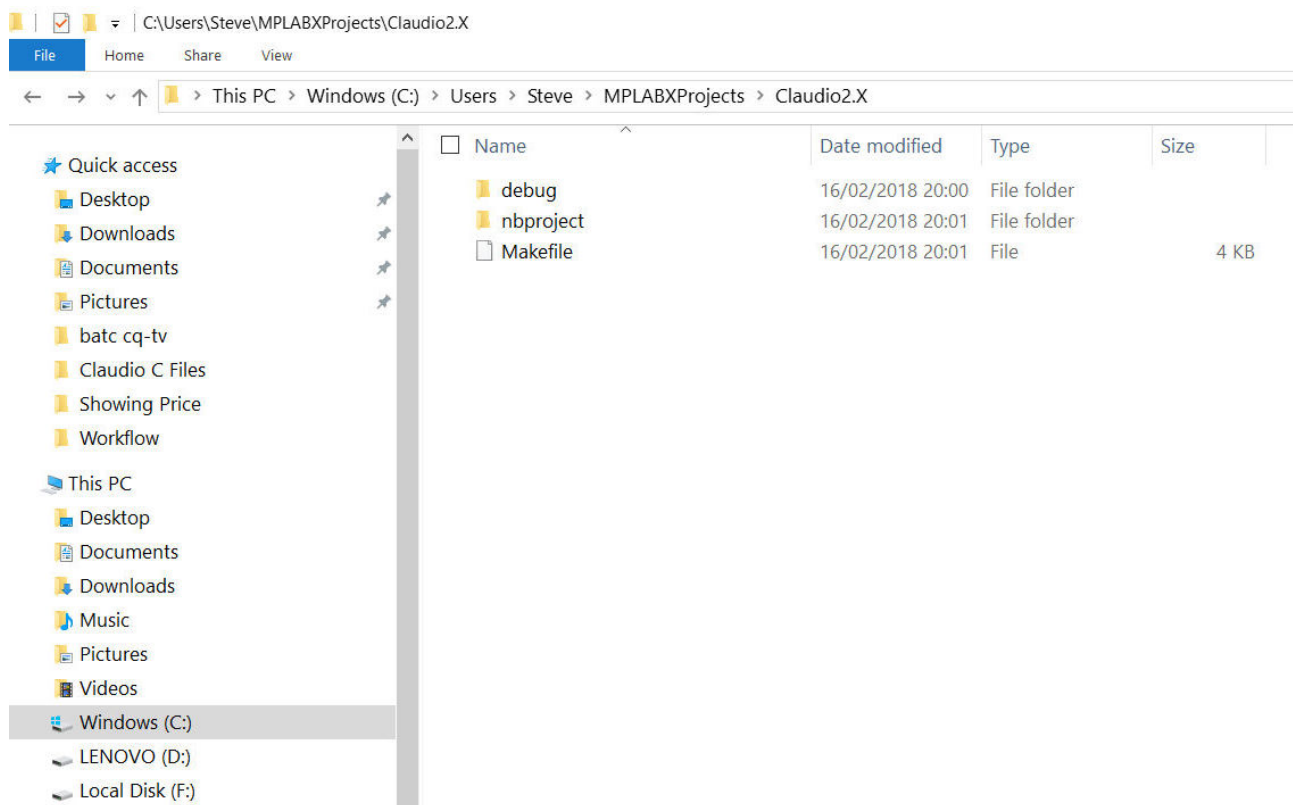 C:\Users\Steve\MPLABXProjects\Claudio2.X
File Home Share View
This PC > Windows (C:) > Users > Steve > MPLABXProjects > Claudio2.X
Name Date modified Type Size
Quick access
Desktop
Downloads
Documents
Pictures
batc cq-tv
Claudio C Files
Showing Price
Workflow
This PC
Desktop
Documents
Downloads
Music
Pictures
Videos
Windows (C:)
LENOVO (D:)
Local Disk (F:)
debug 16/02/2018 20:00 File folder
nbproject 16/02/2018 20:01 File folder
Makefile 16/02/2018 20:01 File 4 KB